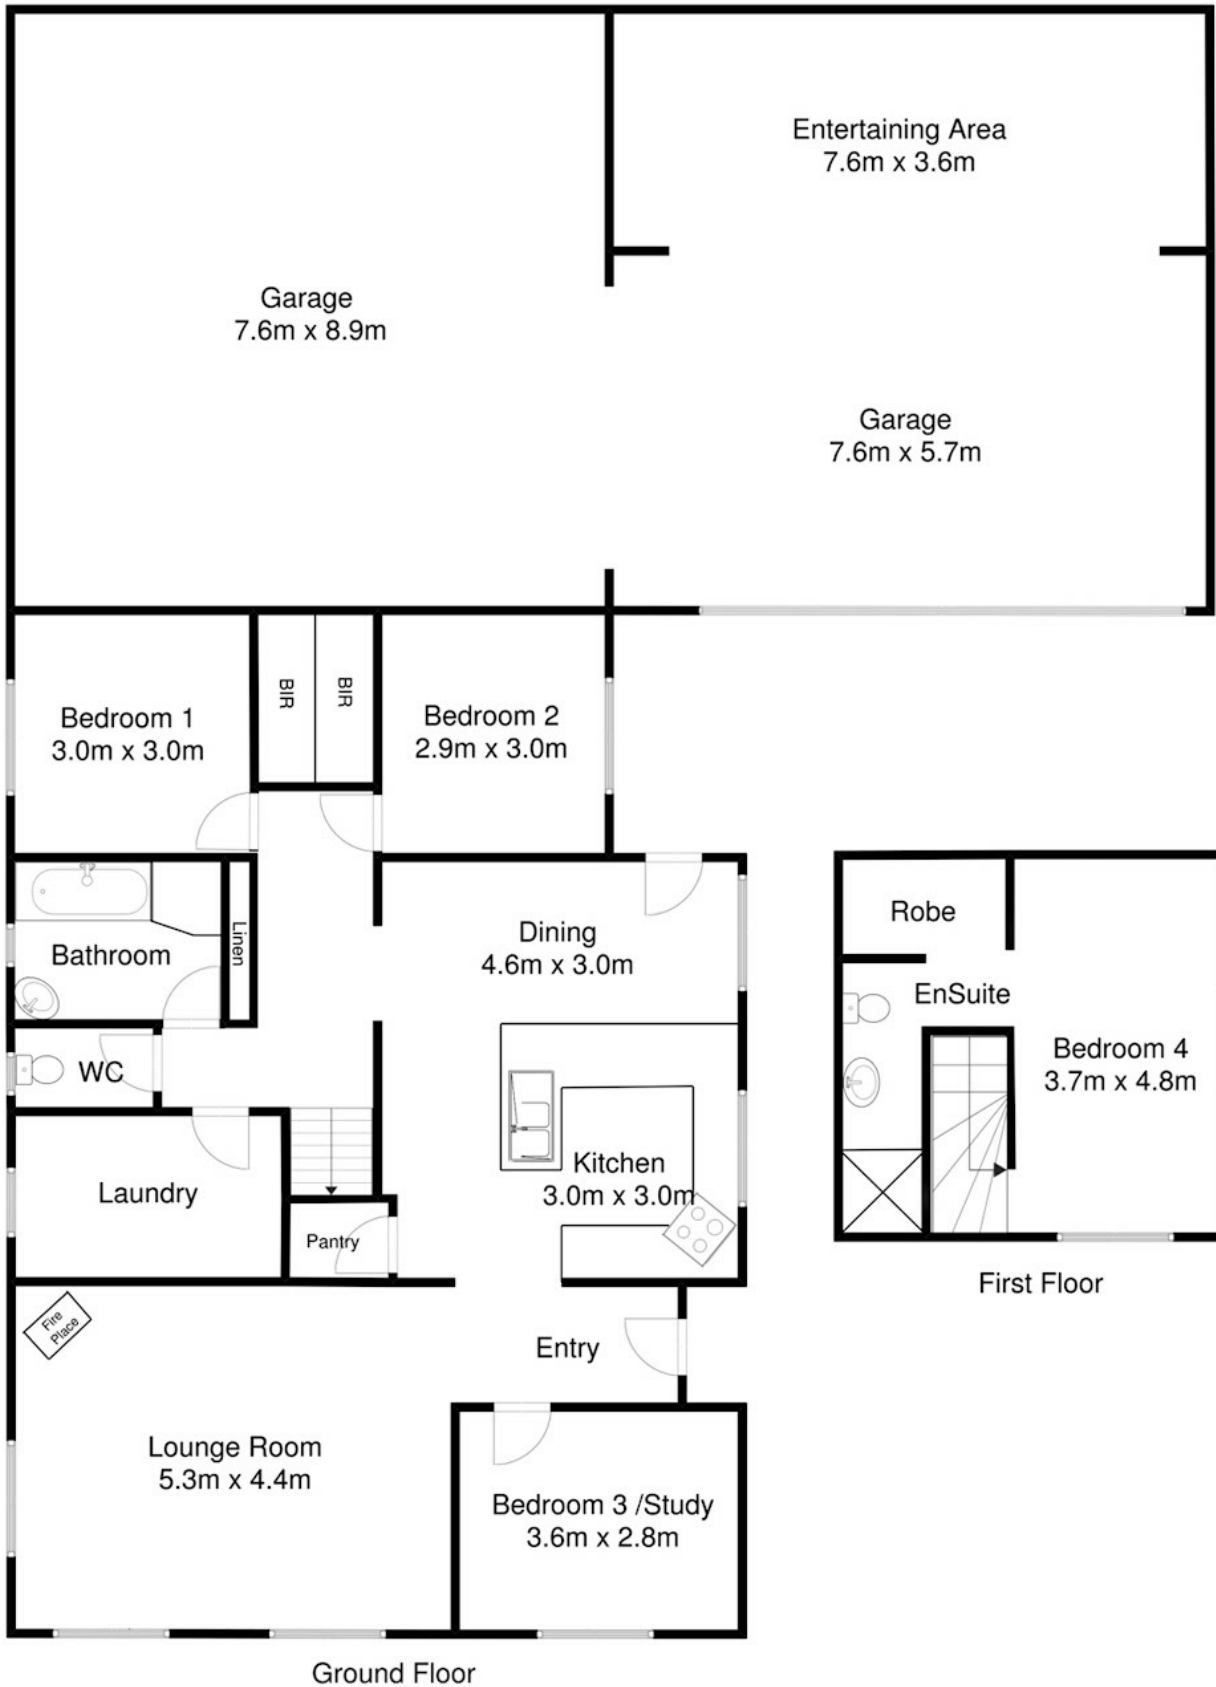 Entertaining Area
7.6m x 3.6m
Garage
7.6m x 8.9m
Garage
7.6m x 5.7m
Bedroom 1
3.0m x 3.0m
BIR
BIR
Bedroom 2
2.9m x 3.0m
Bathroom
Linen
Dining
4.6m x 3.0m
WC
Kitchen
3.0m x 3.0m
Laundry
Pantry
Robe
EnSuite
Bedroom 4
3.7m x 4.8m
First Floor
Fire
Place
Entry
Lounge Room
5.3m x 4.4m
Bedroom 3 /Study
3.6m x 2.8m
Ground Floor